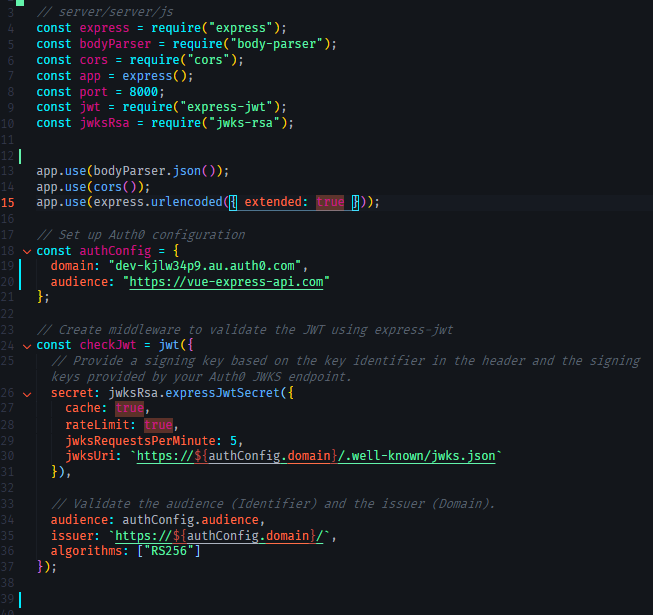 3 // server/server/js
4 const express = require("express");
5 const bodyParser = require("body-parser");
6 const cors = require("cors");
7 const app = express();
8 const port = 8000;
9 const jwt = require("express-jwt");
10 const jwksRsa = require("jwks-rsa");
11
12
13 app.use(bodyParser.json());
14 app.use(cors());
15 app.use(express.urlencoded({ extended: true }));
16
17 // Set up Auth0 configuration
18 const authConfig = {
19 domain: "dev-kjlw34p9.au.auth0.com",
20 audience: "https://vue-express-api.com"
21 };
22
23 // Create middleware to validate the JWT using express-jwt
24 const checkJwt = jwt({
25 // Provide a signing key based on the key identifier in the header and the signing
keys provided by your Auth0 JWKS endpoint.
26 secret: jwksRsa.expressJwtSecret({
27 cache: true,
28 rateLimit: true,
29 jwksRequestsPerMinute: 5,
30 jwksUri: `https://${authConfig.domain}/.well-known/jwks.json`
31 }),
32
33 // Validate the audience (Identifier) and the issuer (Domain).
34 audience: authConfig.audience,
35 issuer: `https://${authConfig.domain}/`,
36 algorithms: ["RS256"]
37 });
38
39